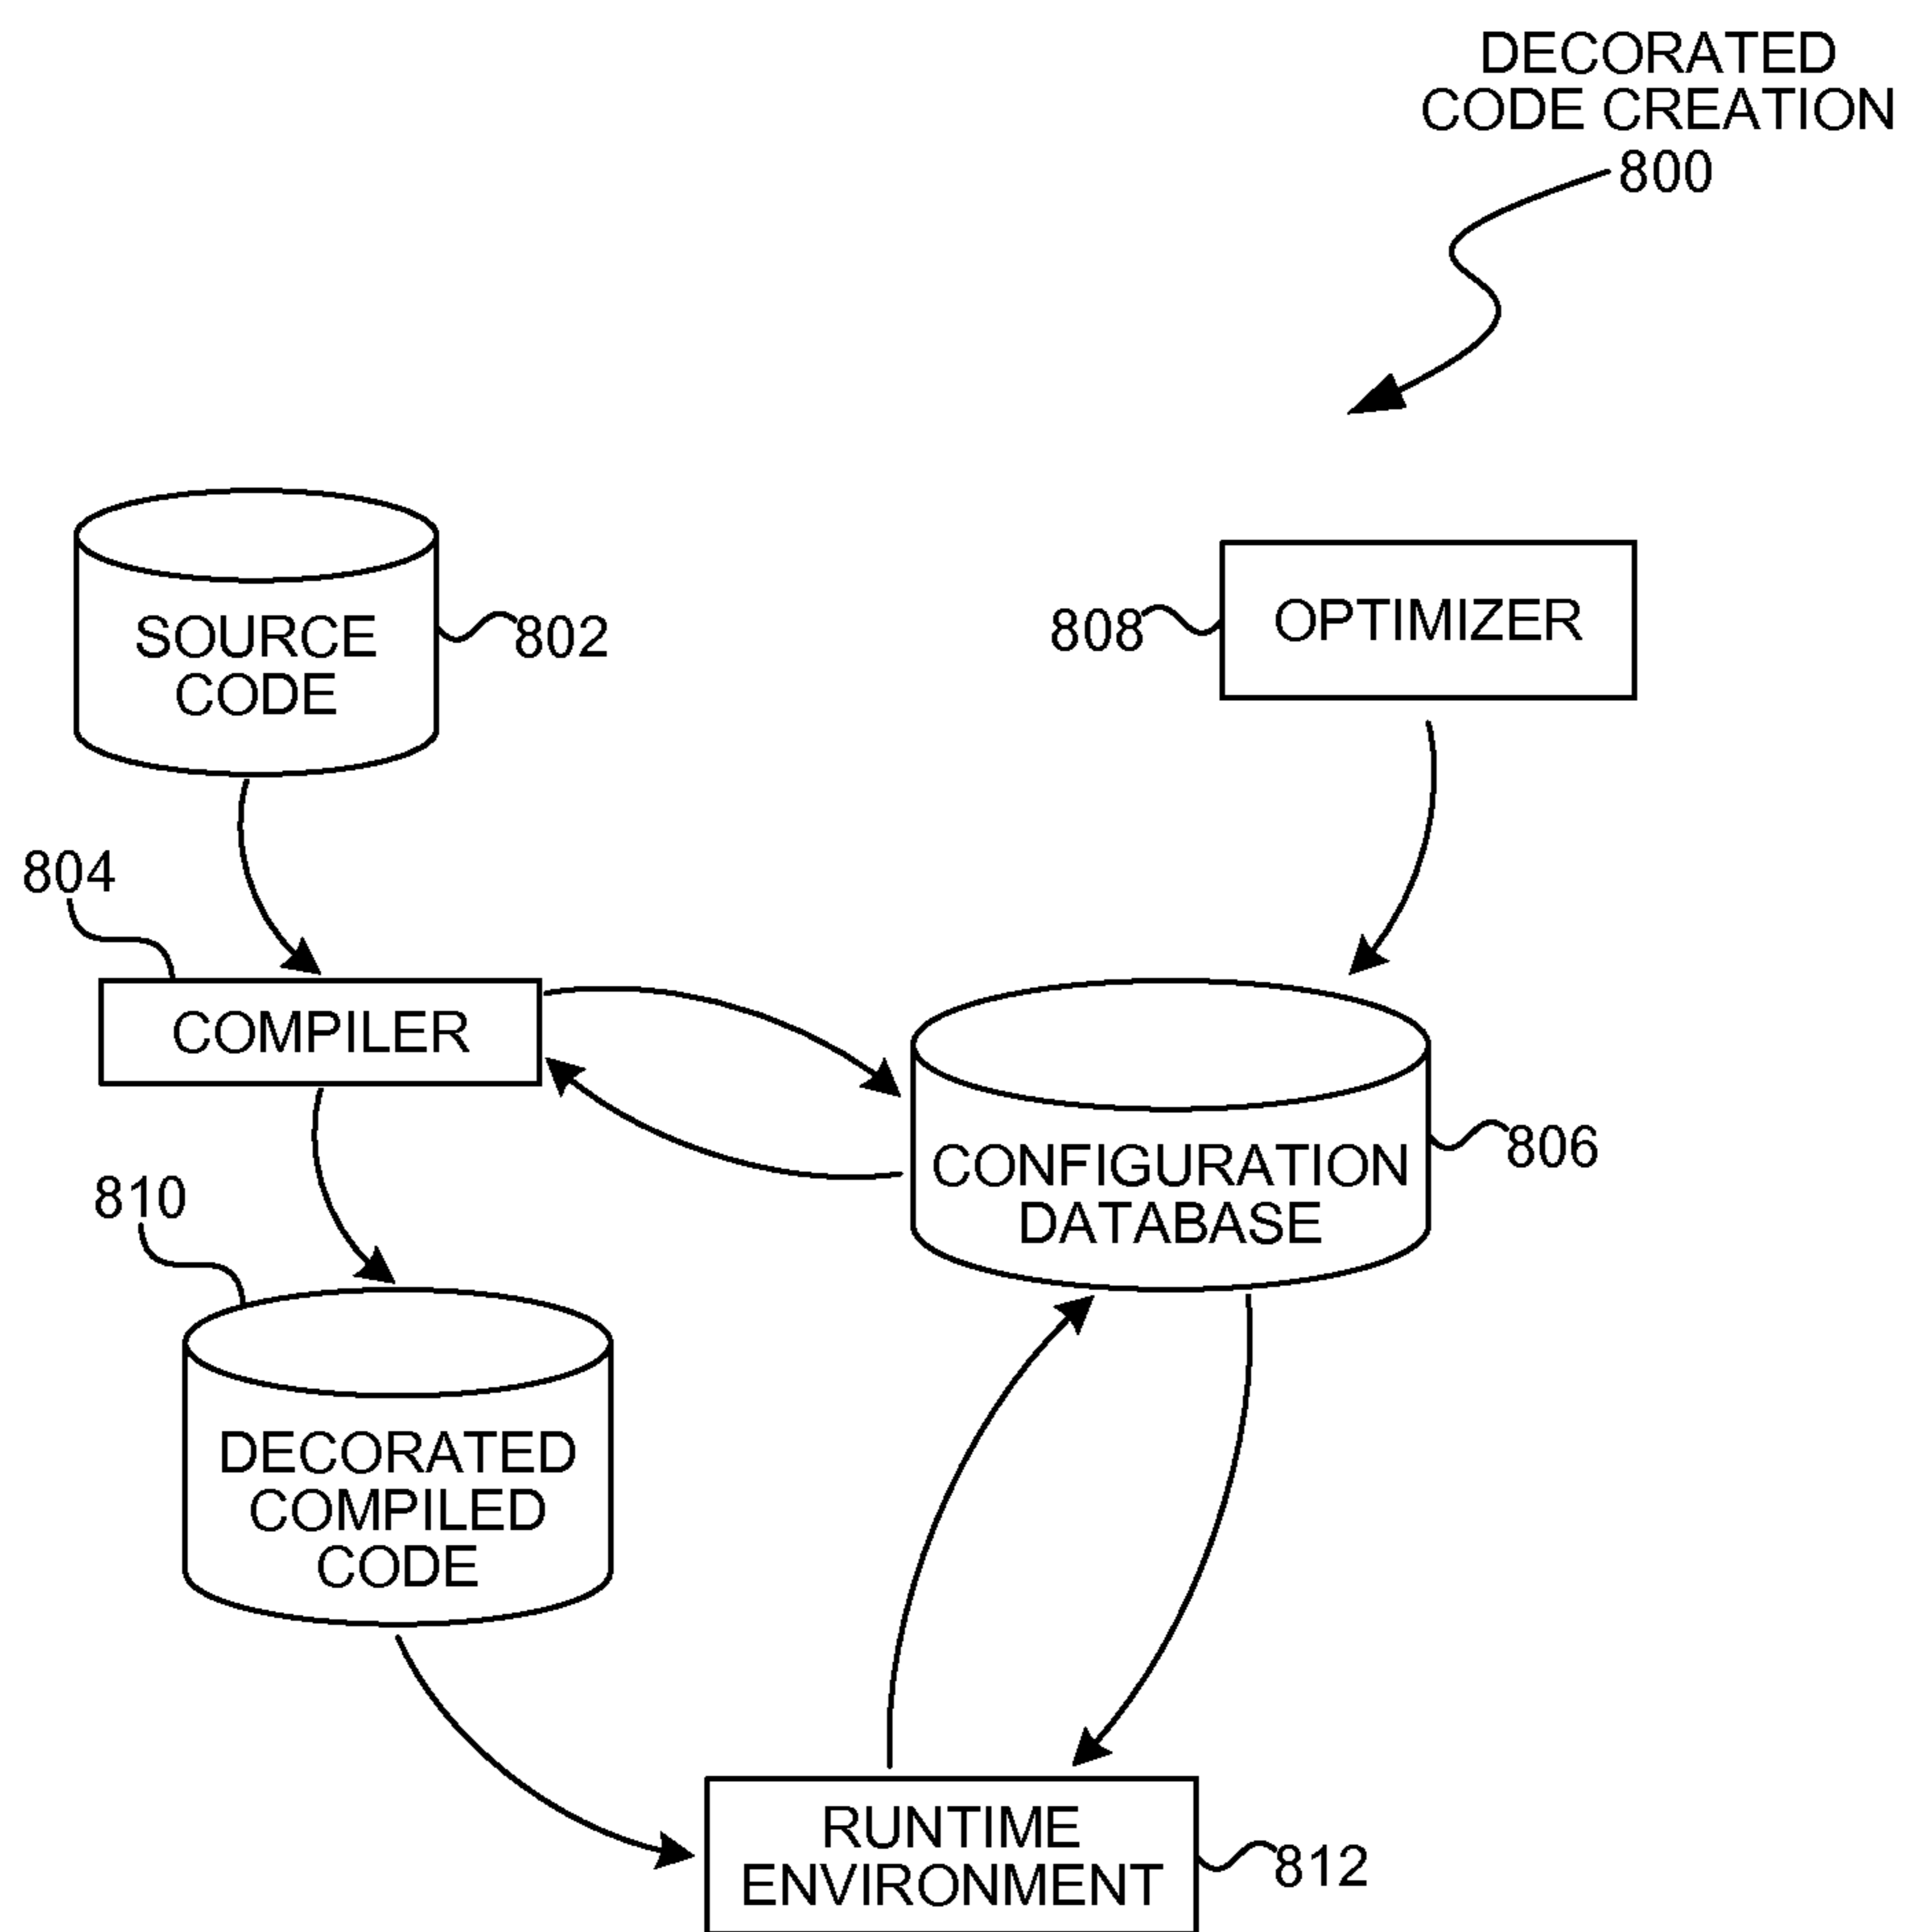 DECORATED
CODE CREATION
800
SOURCE
CODE
802
808
OPTIMIZER
804
COMPILER
CONFIGURATION
DATABASE
806
810
DECORATED
COMPILED
CODE
RUNTIME
ENVIRONMENT
812